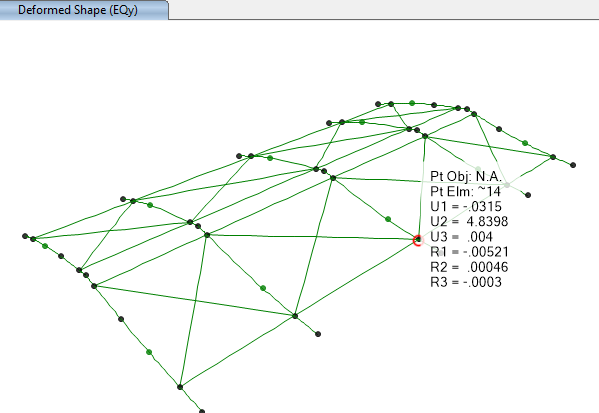 Deformed Shape (EQy)
Pt Obj: N.A.
Pt Elm: ~14
U1 = -.0315
U2 = 4.8398
U3 = .004
R1 = -.00521
R2 = .00046
R3 = -.0003